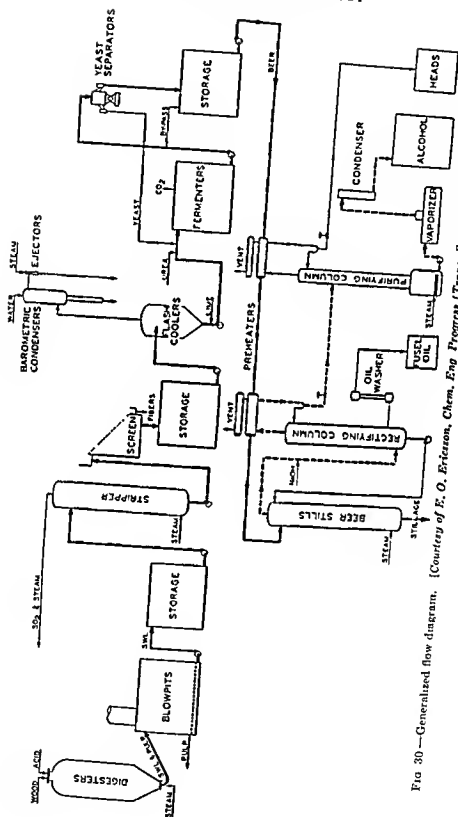 WOOD
ACID
DIGESTERS
SWL & PULP
STEAM
BLOWPITS
PULP
SWL
STORAGE
SO2 & STEAM
STRIPPER
STEAM
SCREEN
FIBERS
STORAGE
WATER
STEAM
BAROMETRIC
CONDENSERS
EJECTORS
FLASH
COOLERS
LIME
UREA
YEAST
CO2
FERMENTERS
BYPASS
YEAST
SEPARATORS
STORAGE
BEER
PREHEATERS
VENT
VENT
BEER STILLS
STEAM
STILLAGE
RECTIFYING COLUMN
OIL
WASHER
FUSEL
OIL
PURIFYING COLUMN
STEAM
VAPORIZER
CONDENSER
ALCOHOL
HEADS
FIG 30—Generalized flow diagram. [Courtesy of E. O. Ericsson, Chem. Eng Progress